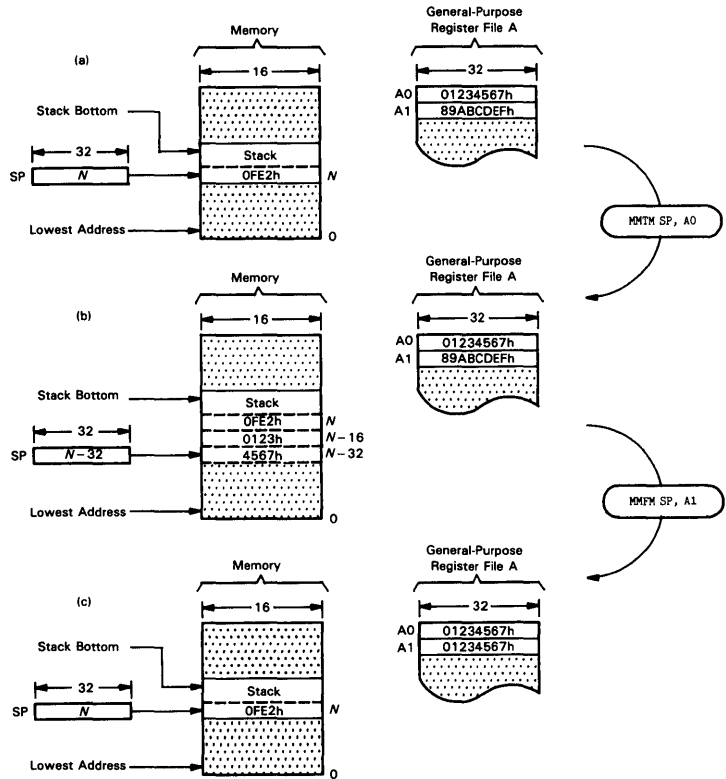 General-Purpose
Memory
Register File A
(a)
16
32
A0 01234567h
A1 89ABCDEFh
Stack Bottom
32
Stack
SP N
0FE2h N
MMTM SP, A0
Lowest Address
0
General-Purpose
Register File A
Memory
(b)
16
32
A0 01234567h
A1 89ABCDEFh
Stack Bottom
Stack
0FE2h N
32
0123h N-16
SP N-32
4567h N-32
MMFM SP, A1
Lowest Address
0
General-Purpose
Register File A
Memory
(c)
16
32
A0 01234567h
A1 01234567h
Stack Bottom
32
Stack
SP N
0FE2h N
Lowest Address
0